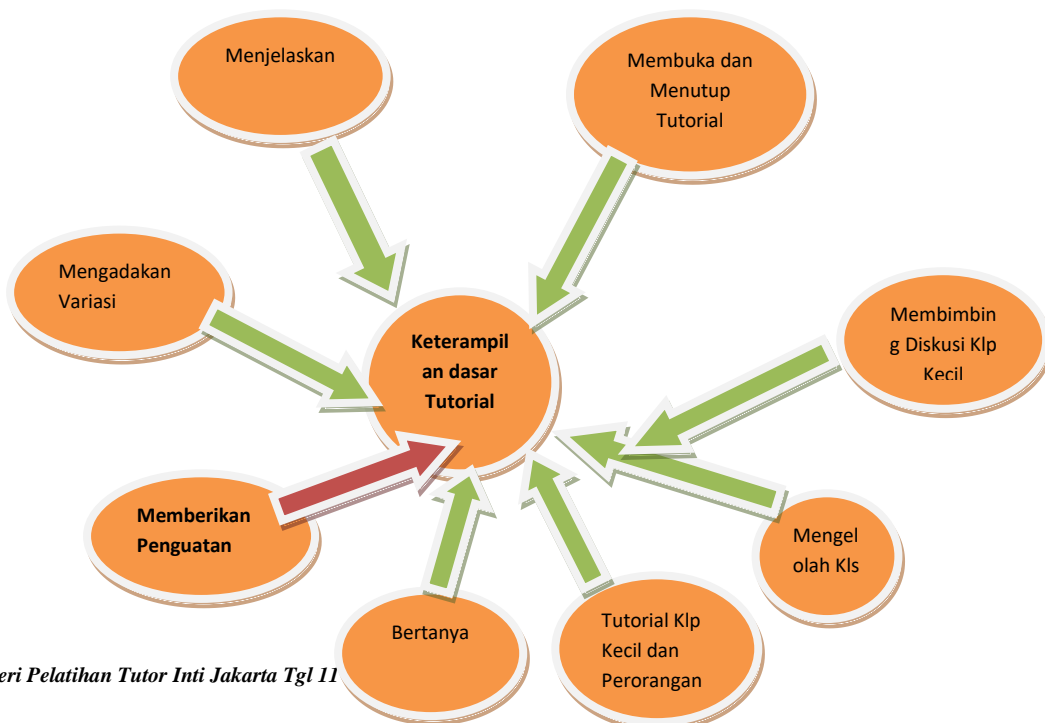 Menjelaskan
Membuka dan
Menutup
Tutorial
Mengadakan
Variasi
Membimbin
g Diskusi Klp
Kecil
Keterampil
an dasar
Tutorial
Memberikan
Penguatan
Mengel
olah Kls
Bertanya
Tutorial Klp
Kecil dan
Perorangan
eri Pelatihan Tutor Inti Jakarta Tgl 11